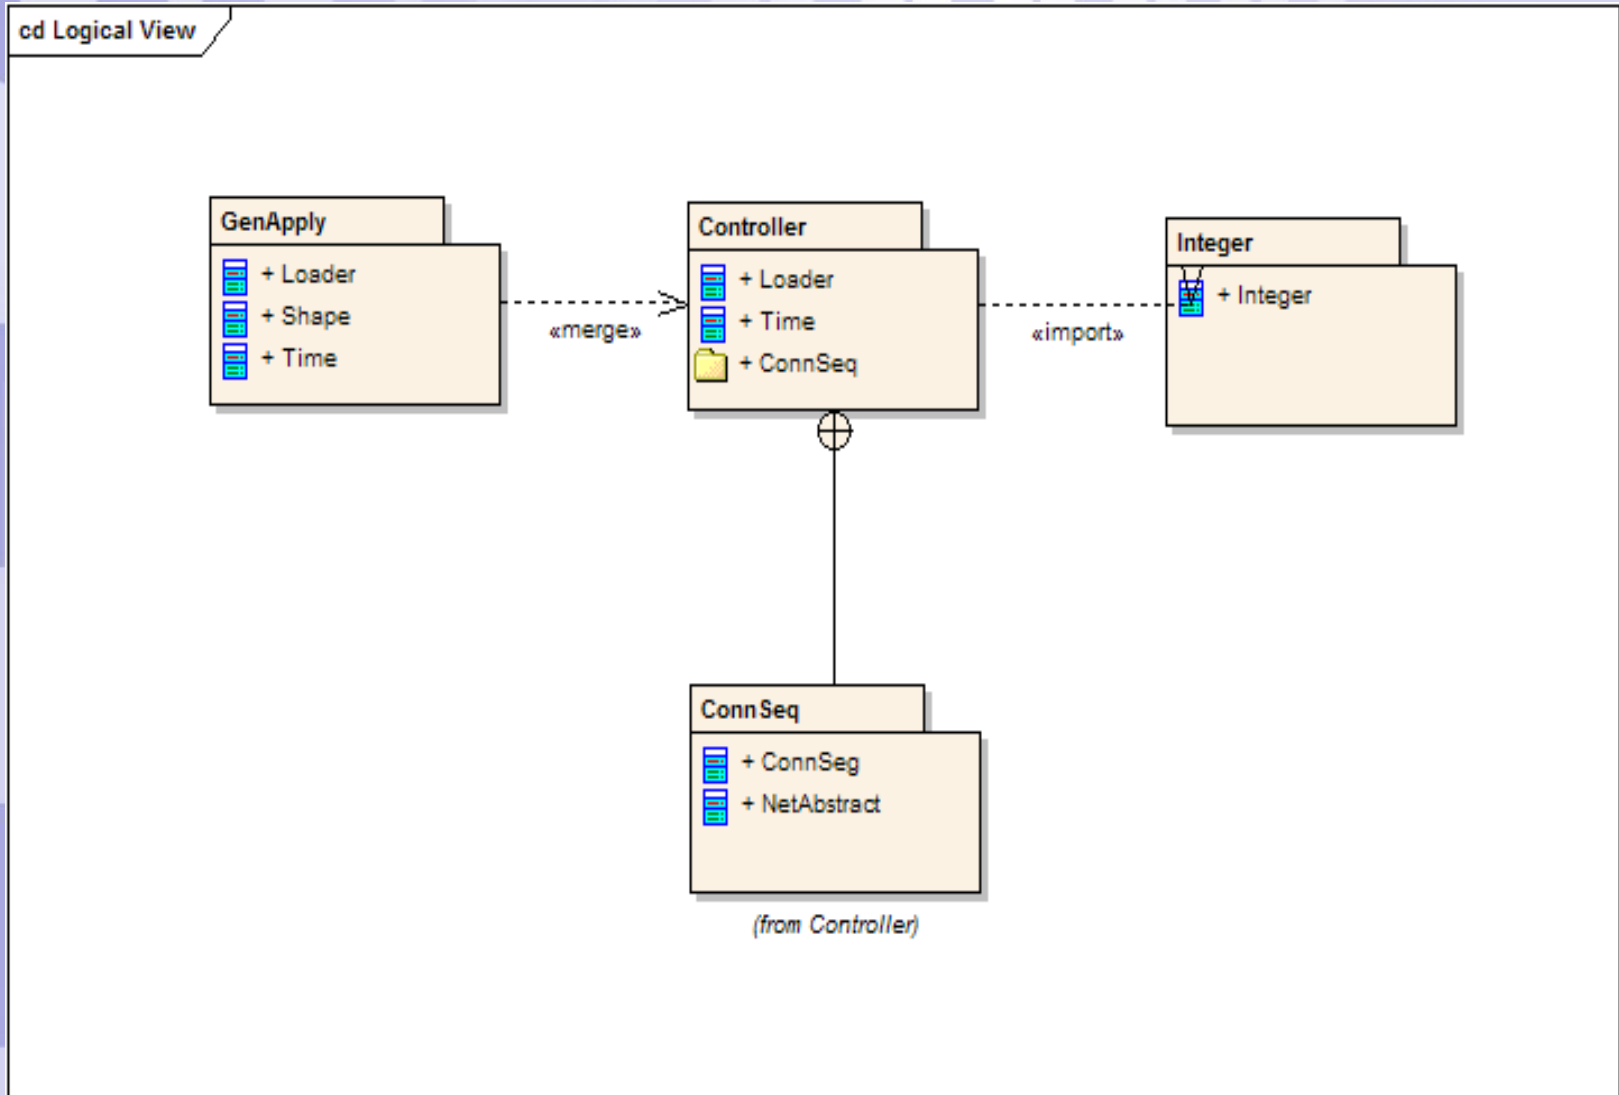 cd Logical View
GenApply
+ Loader
+ Shape
+ Time
«merge»
Controller
+ Loader
+ Time
+ ConnSeq
«import»
Integer
+ Integer
ConnSeq
+ ConnSeg
+ NetAbstract
(from Controller)